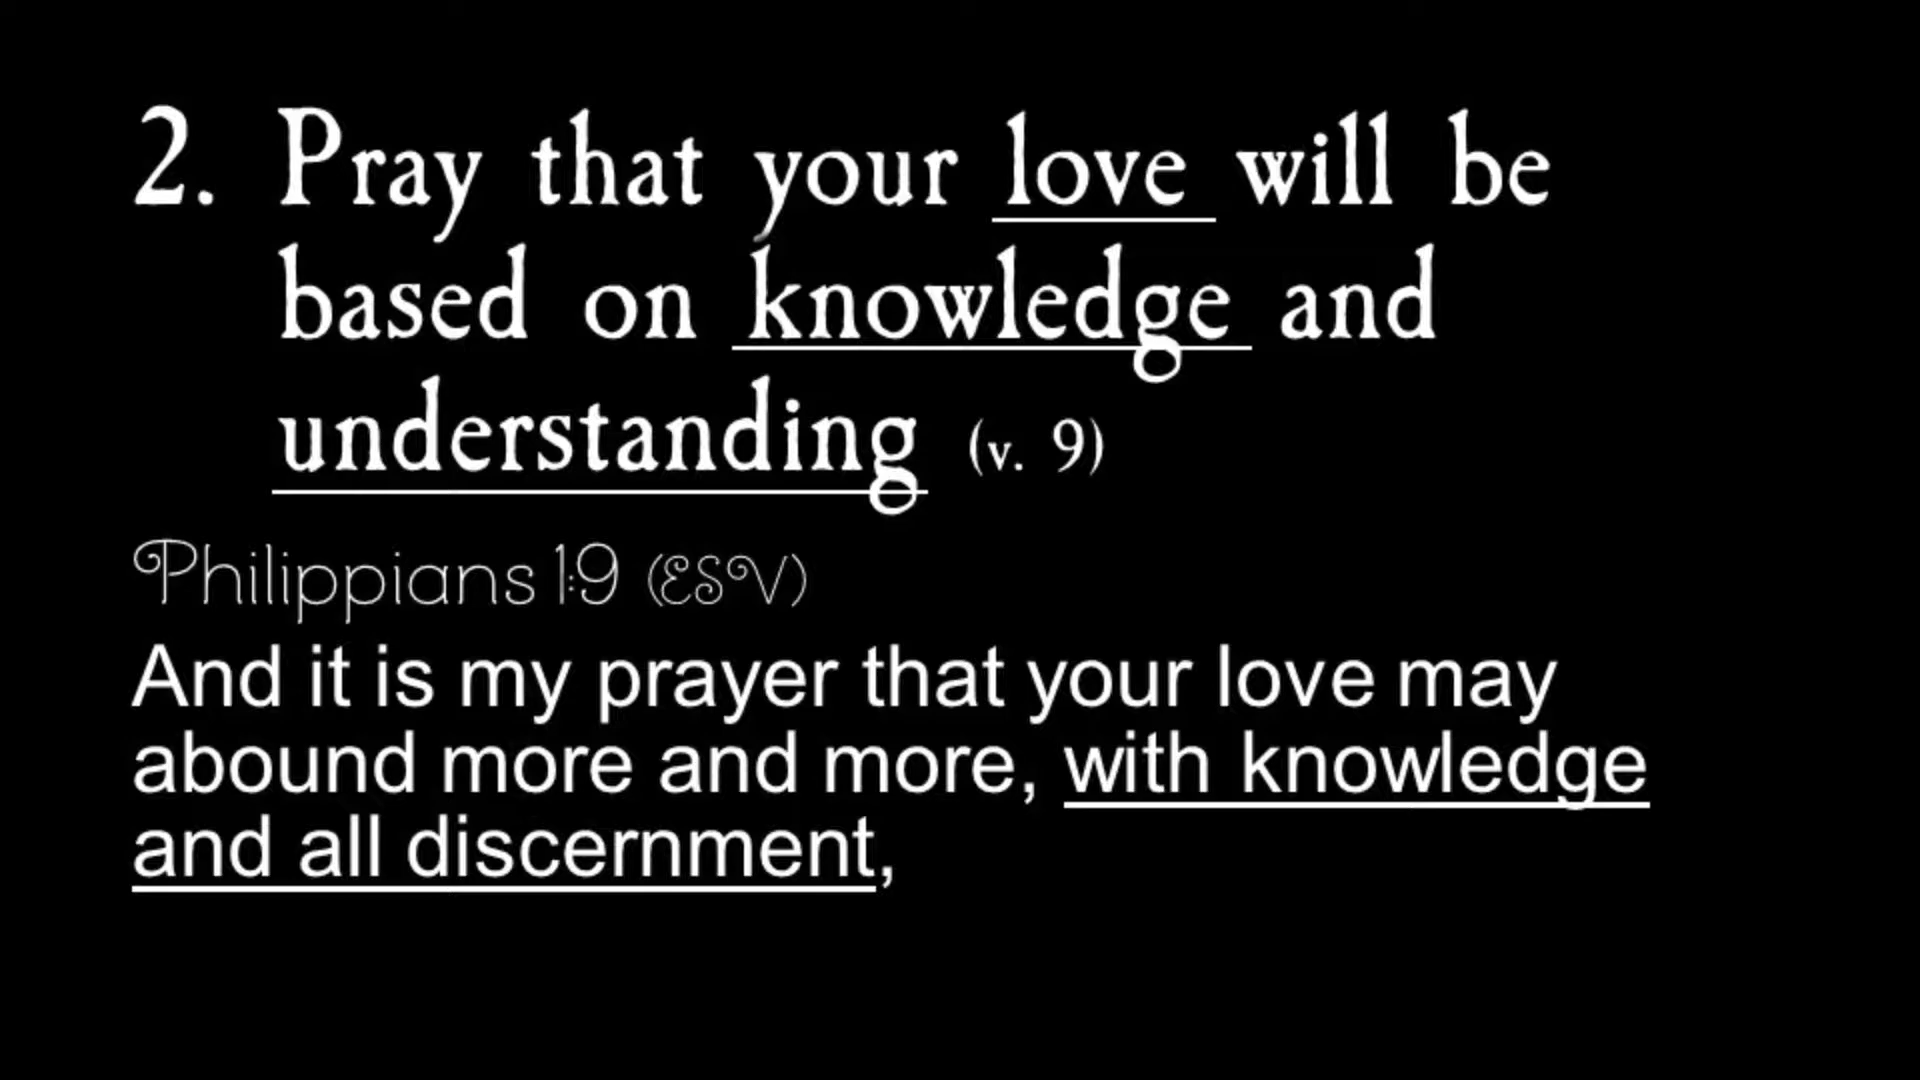 2. Pray that your love will be
based on knowledge and
understanding (v. 9)
Philippians 1:9 (ESV)
And it is my prayer that your love may
abound more and more, with knowledge
and all discernment,